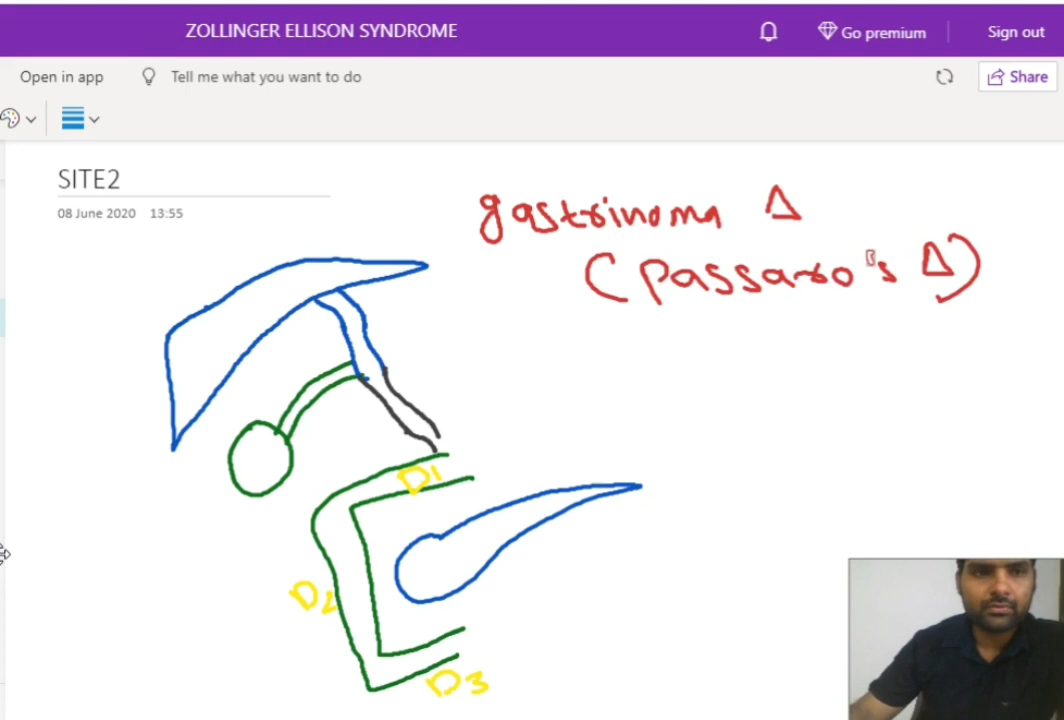 ZOLLINGER ELLISON SYNDROME
Go premium
Sign out
Open in app
Tell me what you want to do
Share
SITE2
08 June 2020 13:55
gastrinoma Δ
(Passaro's Δ)
D1
D2
D3